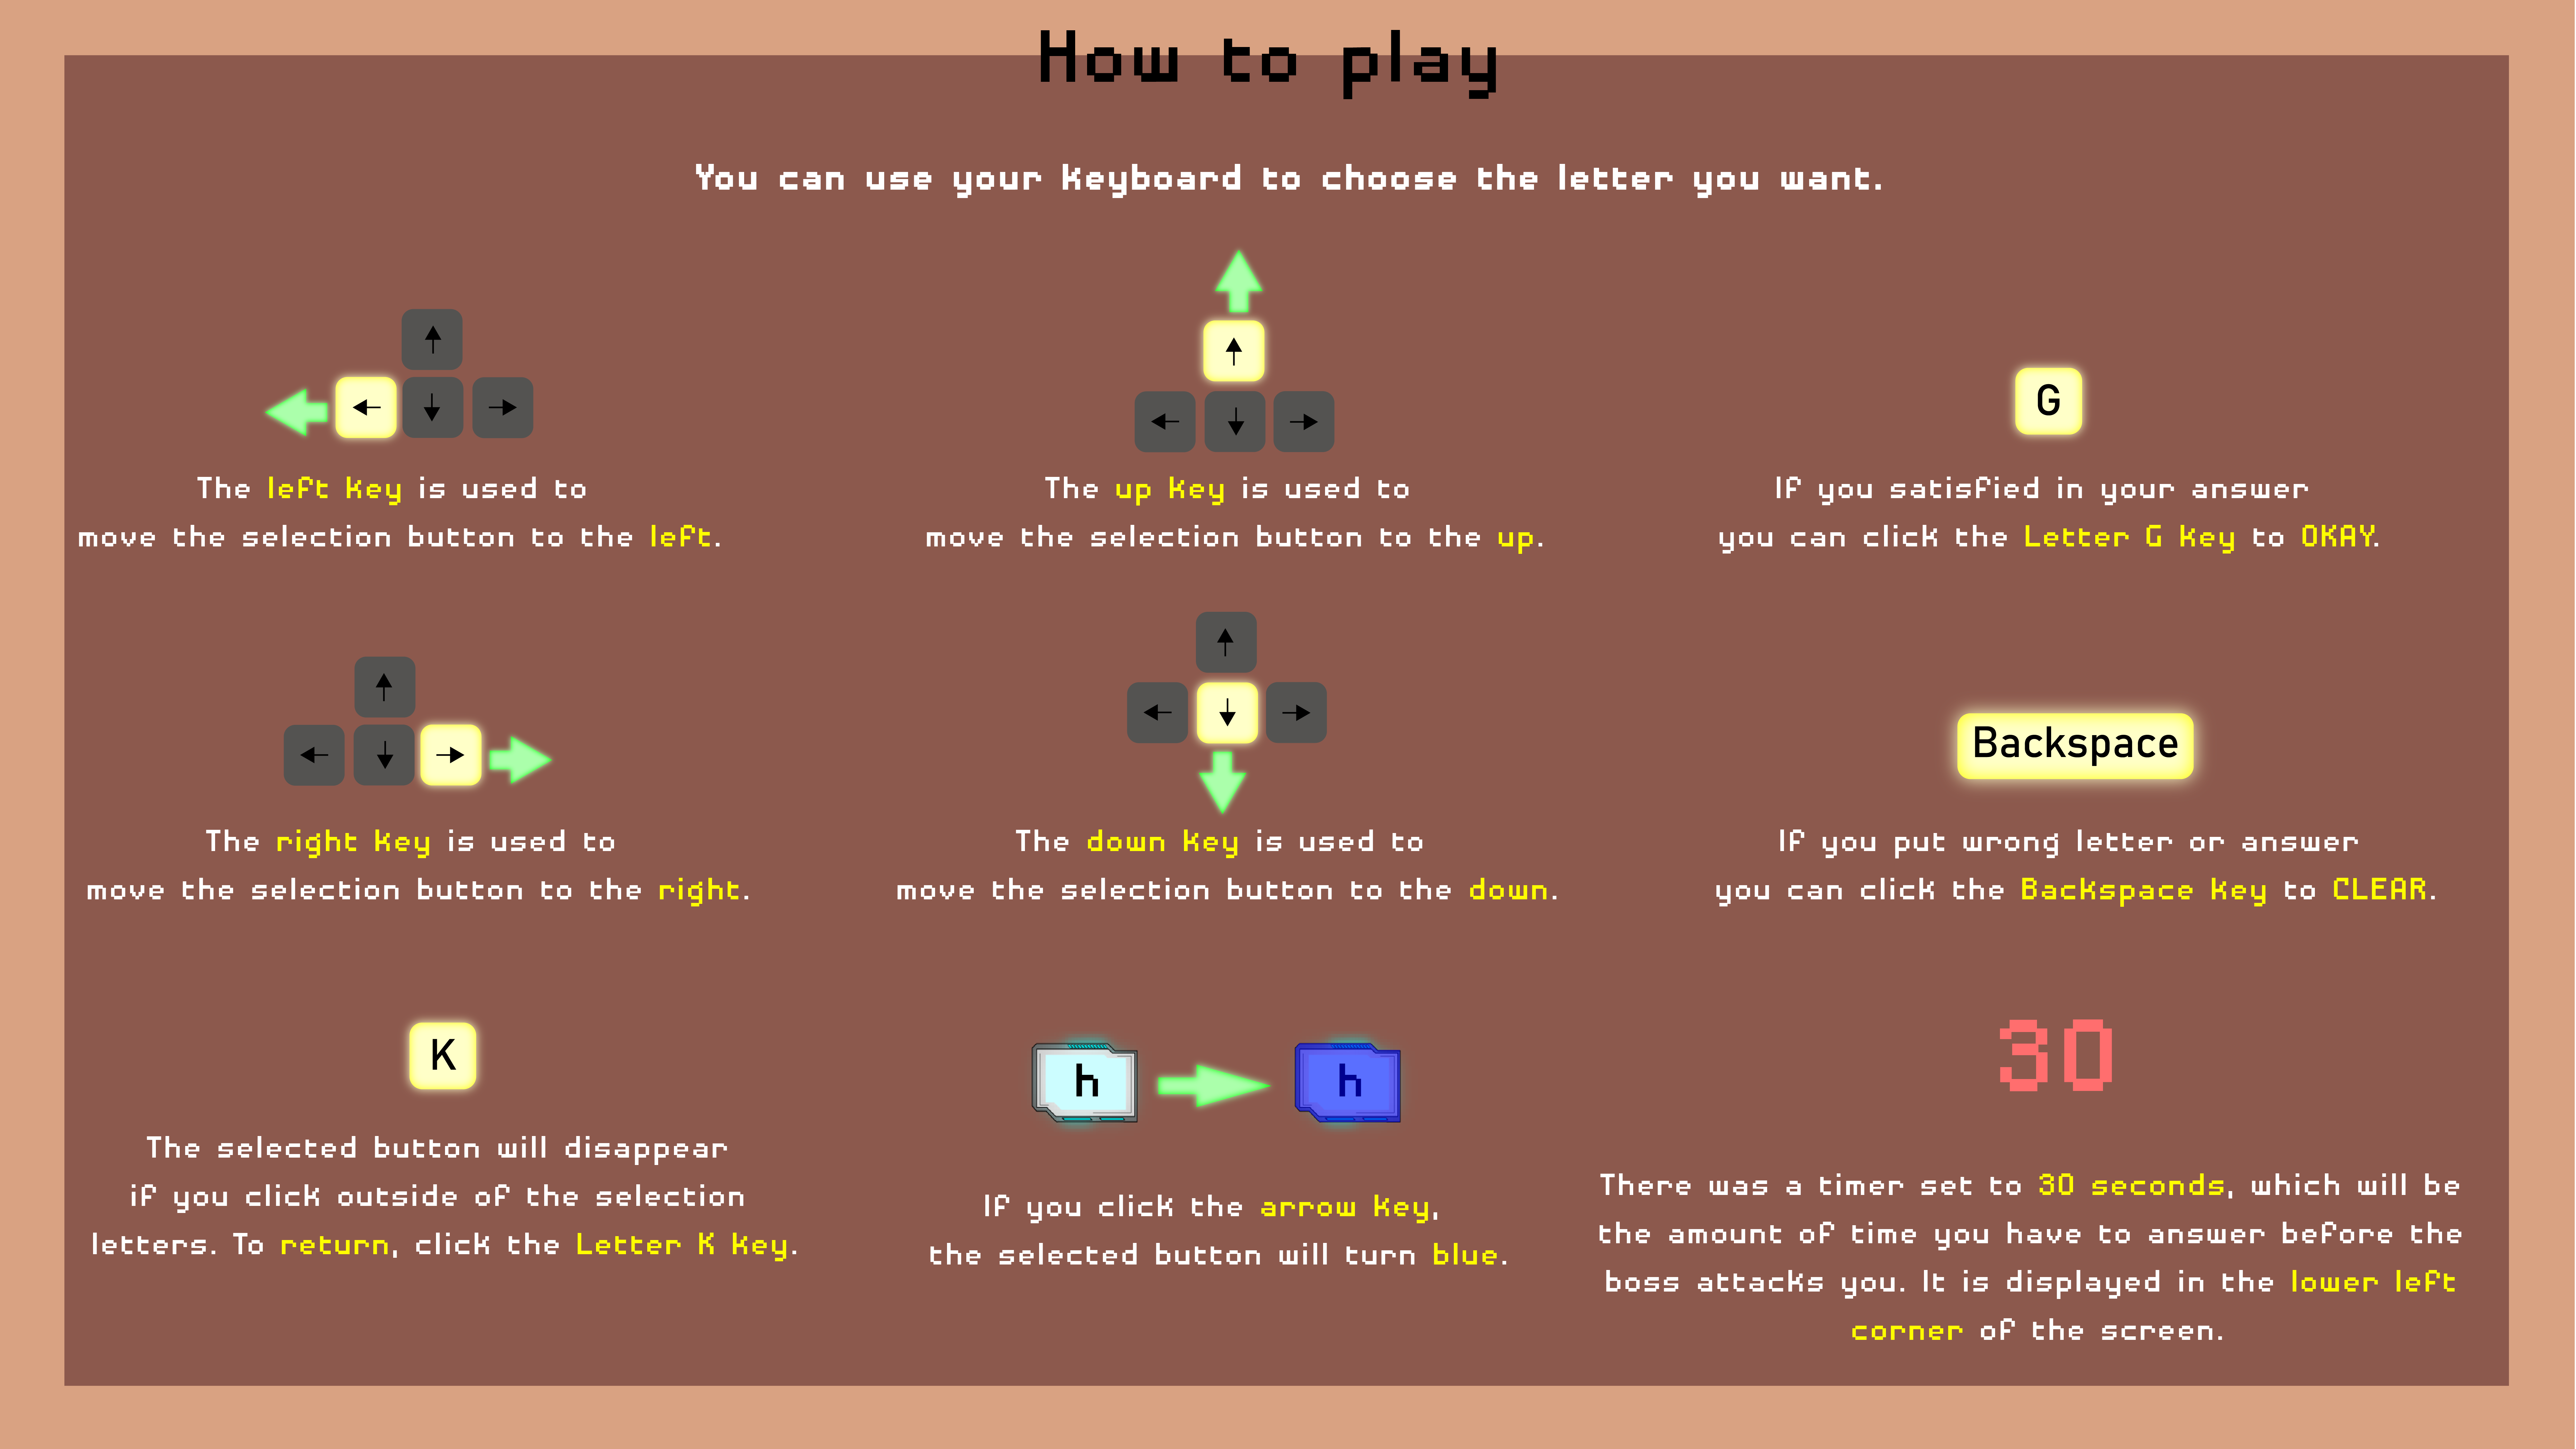 How to play
You can use your keyboard to choose the letter you want.
The left key is used to
move the selection button to the left.
The up key is used to
move the selection button to the up.
G
If you satisfied in your answer
you can click the Letter G key to OKAY.
The right key is used to
move the selection button to the right.
The down key is used to
move the selection button to the down.
Backspace
If you put wrong letter or answer
you can click the Backspace key to CLEAR.
K
The selected button will disappear
if you click outside of the selection
letters. To return, click the Letter K key.
h h
If you click the arrow key,
the selected button will turn blue.
30
There was a timer set to 30 seconds, which will be
the amount of time you have to answer before the
boss attacks you. It is displayed in the lower left
corner of the screen.